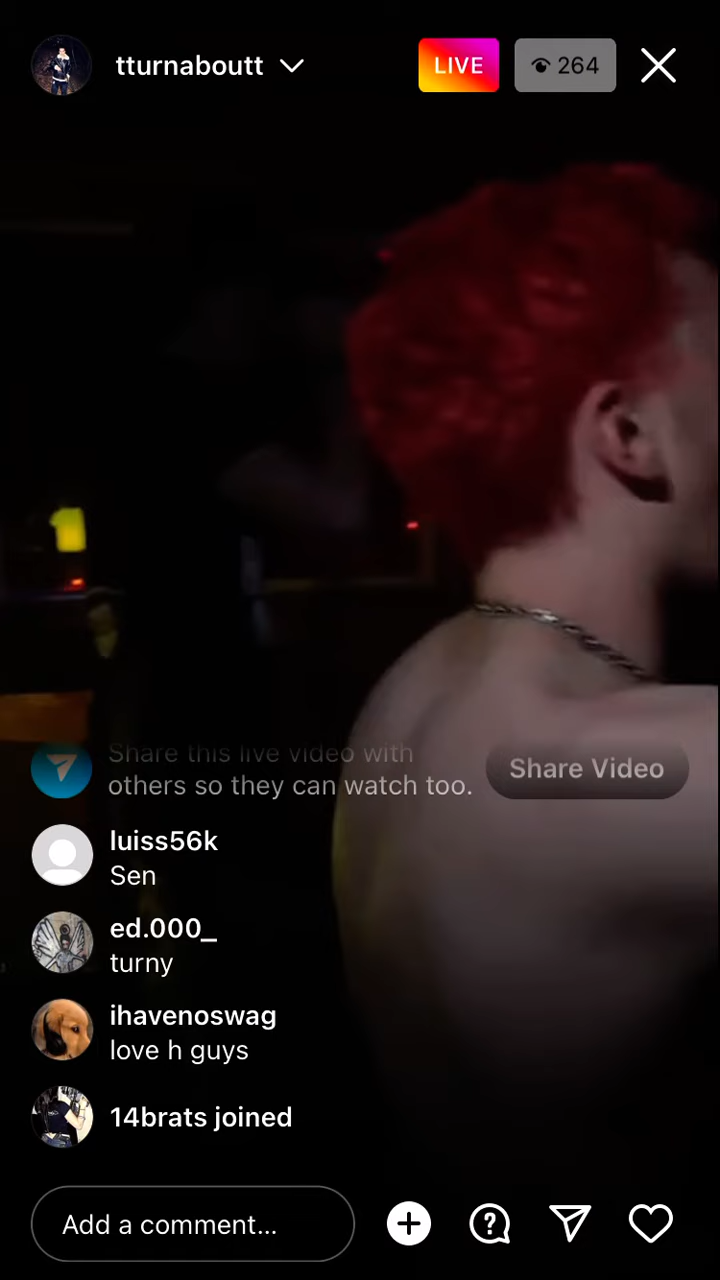 tturnaboutt
LIVE
264
Share this live video with
others so they can watch too.
Share Video
luiss56k
Sen
ed.000_
turny
ihavenoswag
love h guys
14brats joined
Add a comment...